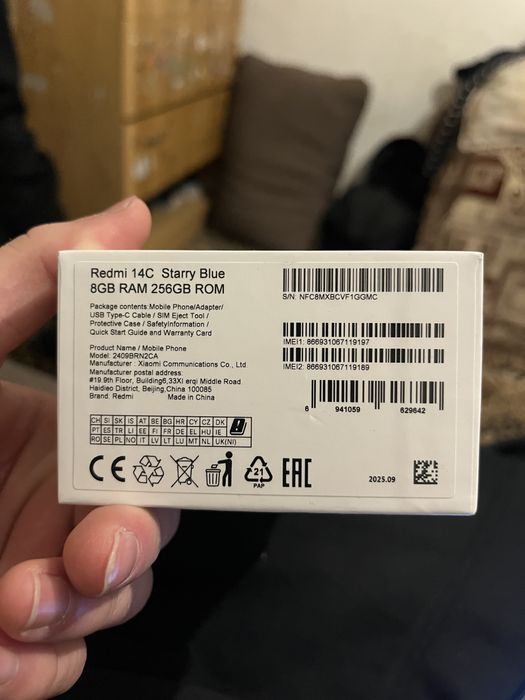 Redmi 14C Starry Blue
8GB RAM 256GB ROM
Package contents:Mobile Phone/Adapter/
USB Type-C Cable / SIM Eject Tool /
Protective Case / SafetyInformation /
Quick Start Guide and Warranty Card
Product Name / Mobile Phone
Model: 2409BRN2CA
Manufacturer : Xiaomi Communications Co., Ltd
Manufacturer postal address:
#19.9th Floor, Building6,33XI erqi Middle Road
Haidieo District, Beijing,China 100085
Brand: Redmi Made in China
S/N: NFC8MXBCVF1GGMC
IMEI1: 866931067119197
IMEI2: 866931067119189
6 941059 629842
CH SI SK IS AT BE BG HR CY CZ DK
PT ES TR LI EE FI FR DE EL HU IE
RO SE PL NO IT LV LT LU MT NL UK(NI)
CE
21
PAP
EAC
2025.09